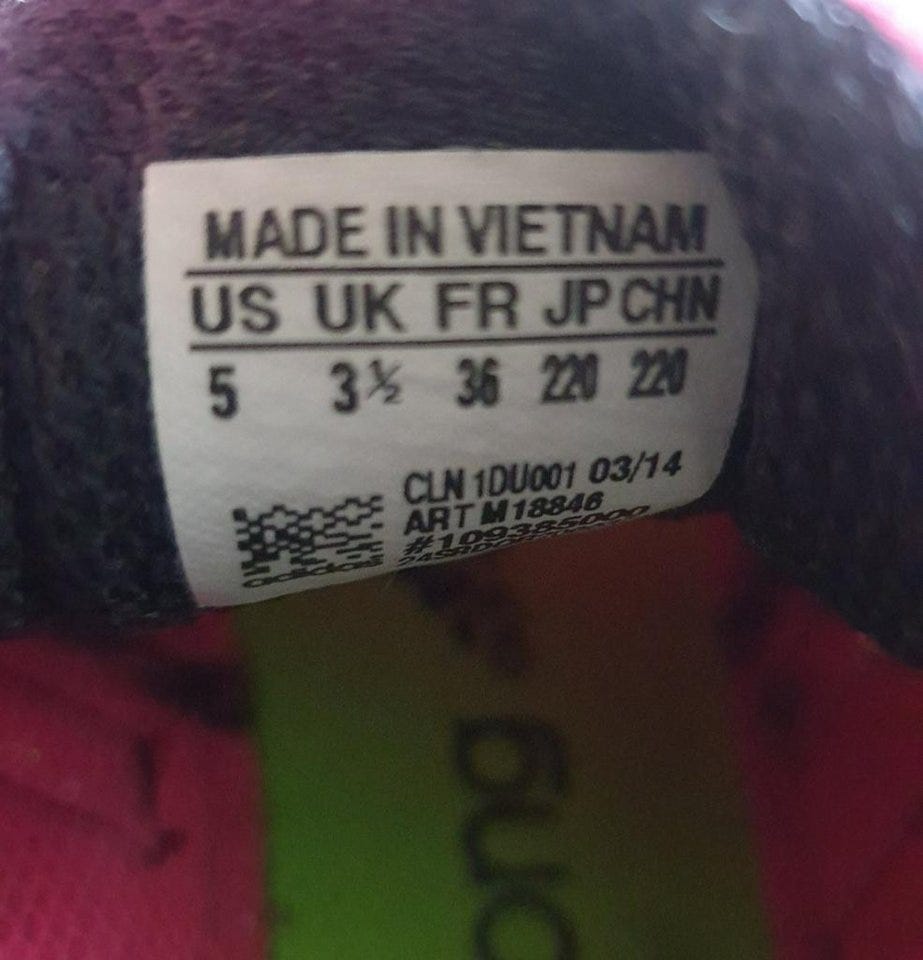 MADE IN VIETNAM
US UK FR JP CHN
5 3½ 36 220 220
CLN 1DU001 03/14
ART M18846
#109385000
adidas